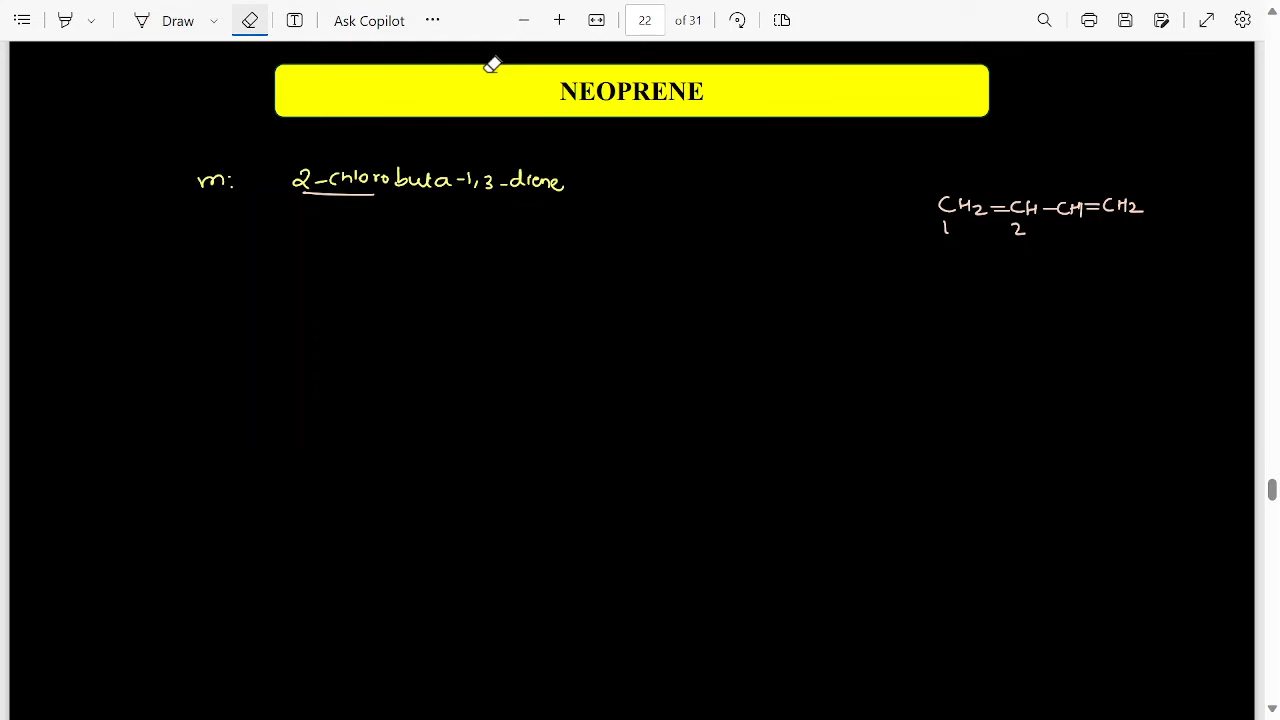 Draw
Ask Copilot
22 of 31
NEOPRENE
m: 2-chlorobuta-1,3-diene
CH2=CH-CH=CH2
1 2